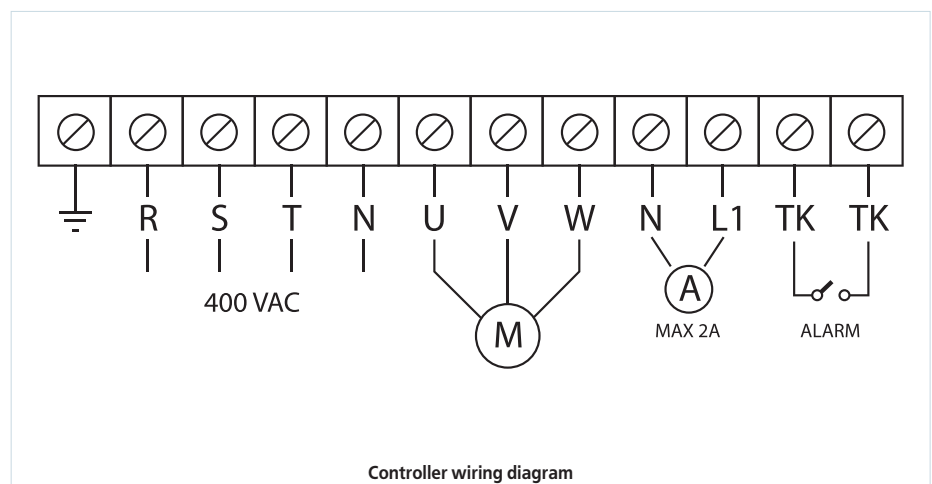 R S T N U V W N L1 TK TK
400 VAC
A
M
MAX 2A
ALARM
Controller wiring diagram